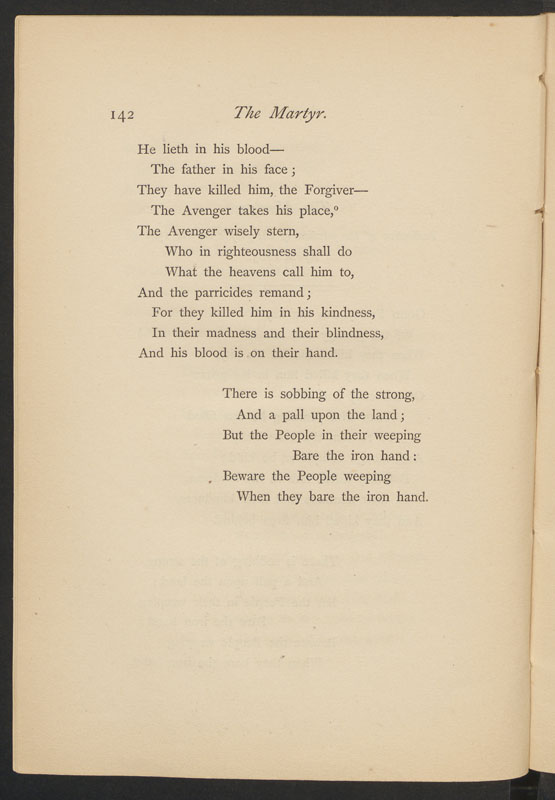 142 The Martyr.
He lieth in his blood—
The father in his face;
They have killed him, the Forgiver—
The Avenger takes his place,°
The Avenger wisely stern,
Who in righteousness shall do
What the heavens call him to,
And the parricides remand;
For they killed him in his kindness,
In their madness and their blindness,
And his blood is on their hand.
There is sobbing of the strong,
And a pall upon the land;
But the People in their weeping
Bare the iron hand:
Beware the People weeping
When they bare the iron hand.